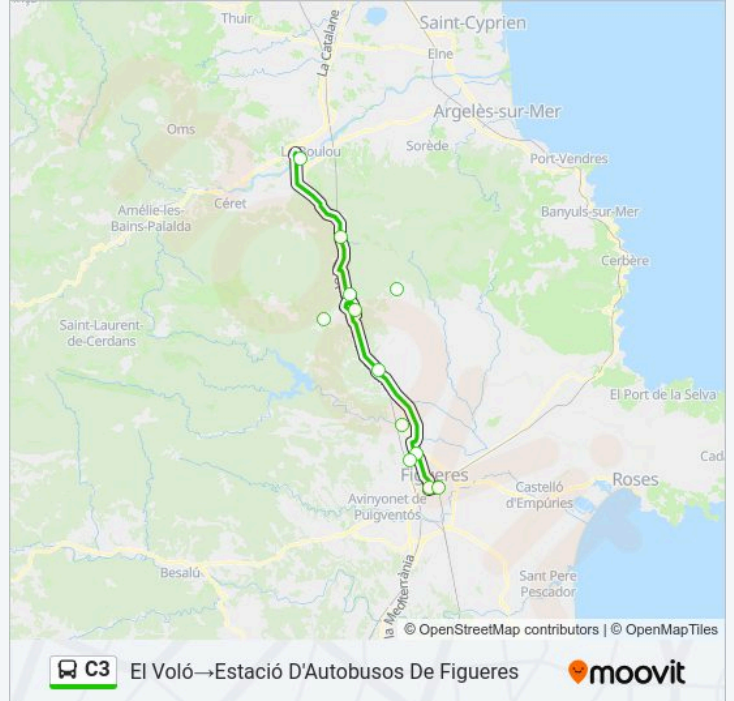 Thuir
La Catalane
Saint-Cyprien
Elne
Argelès-sur-Mer
Oms
Boulou
Sorède
Port-Vendres
Céret
Amélie-les-
Bains-Palalda
Banyuls-sur-Mer
Cerbère
Saint-Laurent-
de-Cerdans
El Port de la Selva
Figueres
Roses
Cad
Castelló
d'Empúries
Avinyonet de
Puigventós
Besalú
la Mediterrània
Sant Pere
Pescador
© OpenStreetMap contributors | © OpenMapTiles
C3 El Voló→Estació D'Autobusos De Figueres
moovit